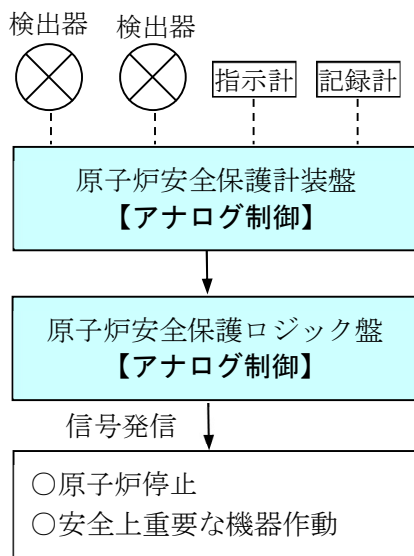 検出器
検出器
指示計
記録計
原子炉安全保護計装盤
【アナログ制御】
原子炉安全保護ロジック盤
【アナログ制御】
信号発信
○原子炉停止
○安全上重要な機器作動